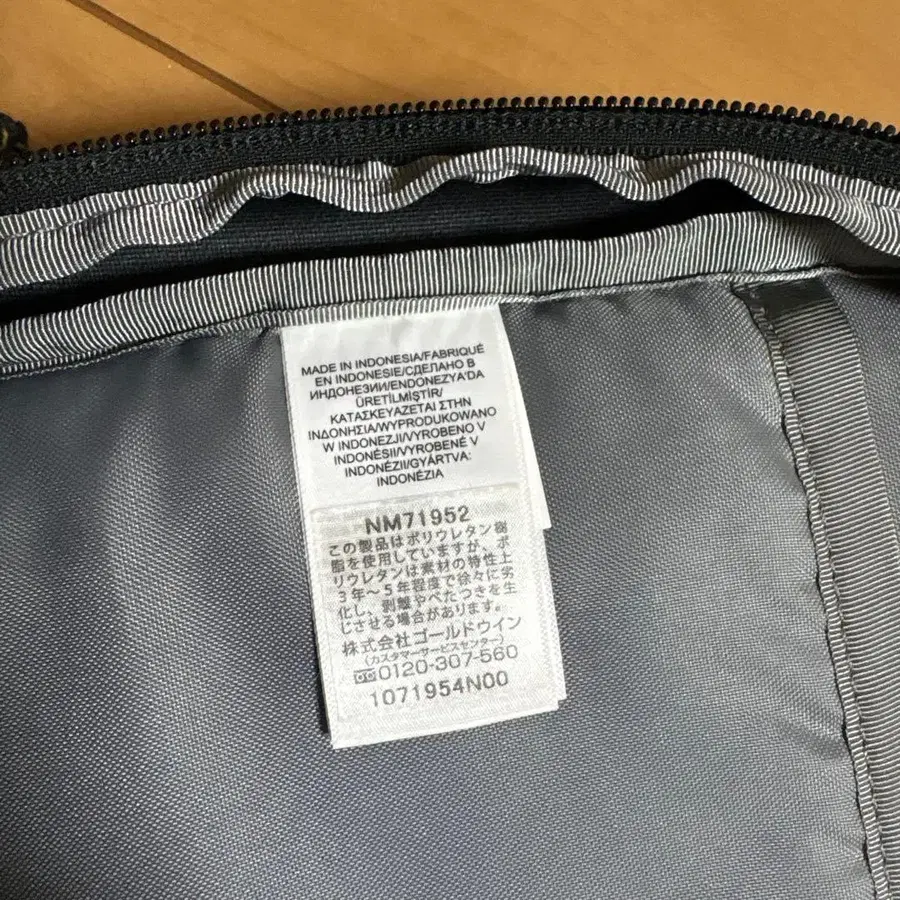 MADE IN INDONESIA/FABRIQUÉ
EN INDONESIE/СДЕЛАНО В
ИНДОНЕЗИИ/ENDONEZYA'DA
ÜRETİLMİŞTİR/
ΚΑΤΑΣΚΕΥΑΖΕΤΑΙ ΣΤΗΝ
ΙΝΔΟΝΗΣΙΑ/WYPRODUKOWANO
W INDONEZJI/VYROBENO V
INDONÉSII/VYROBENÉ V
INDONÉZII/GYÁRTVA:
INDONÉZIA
NM71952
この製品はポリウレタン樹
脂を使用していますが、ポ
リウレタンは素材の特性上
3年~5年程度で徐々に劣
化し、剥離やべたつきを生
じさせる場合があります。
株式会社ゴールドウイン
(カスタマーサービスセンター)
0120-307-560
1071954N00